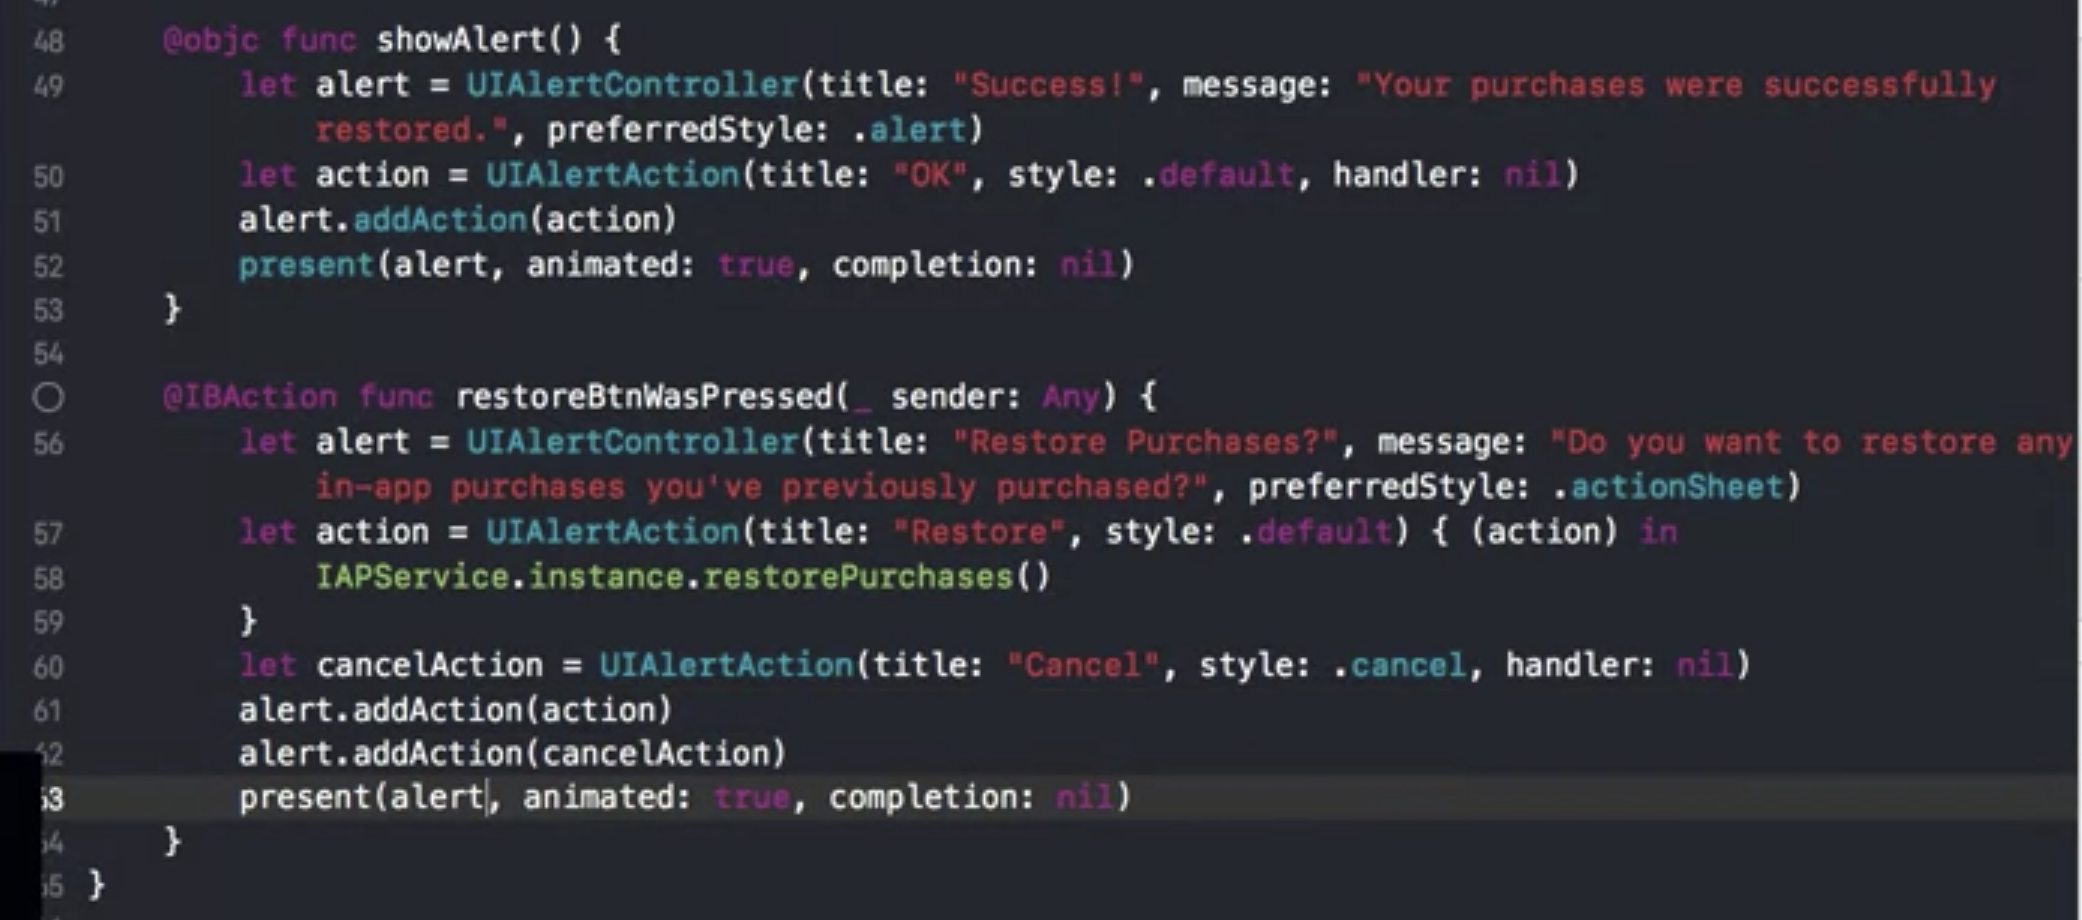 48 @objc func showAlert() {
49 let alert = UIAlertController(title: "Success!", message: "Your purchases were successfully
restored.", preferredStyle: .alert)
50 let action = UIAlertAction(title: "OK", style: .default, handler: nil)
51 alert.addAction(action)
52 present(alert, animated: true, completion: nil)
53 }
54
@IBAction func restoreBtnWasPressed(_ sender: Any) {
56 let alert = UIAlertController(title: "Restore Purchases?", message: "Do you want to restore any
in-app purchases you've previously purchased?", preferredStyle: .actionSheet)
57 let action = UIAlertAction(title: "Restore", style: .default) { (action) in
58 IAPService.instance.restorePurchases()
59 }
60 let cancelAction = UIAlertAction(title: "Cancel", style: .cancel, handler: nil)
61 alert.addAction(action)
62 alert.addAction(cancelAction)
63 present(alert, animated: true, completion: nil)
64 }
65 }